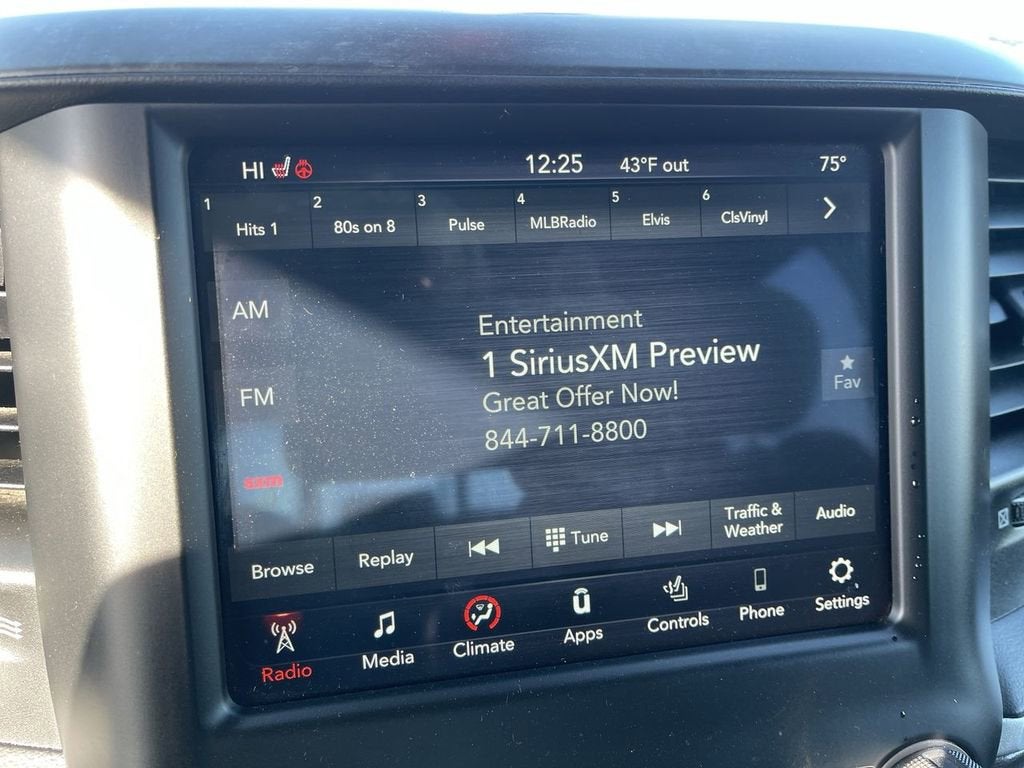 HI 12:25 43°F out 75°
1 Hits 1 2 80s on 8 3 Pulse 4 MLBRadio 5 Elvis 6 ClsVinyl
AM
Entertainment
1 SiriusXM Preview
Great Offer Now!
844-711-8800
Fav
FM
Browse Replay Tune Traffic & Weather Audio
Radio Media Climate Apps Controls Phone Settings